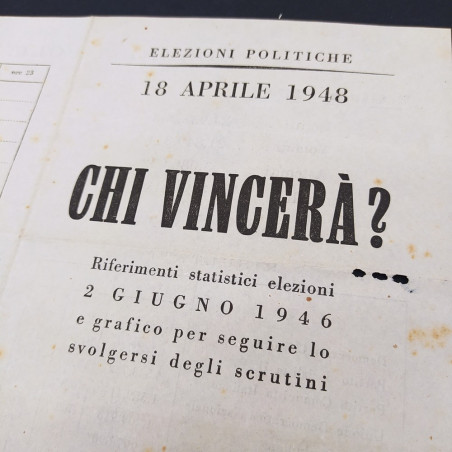 ELEZIONI POLITICHE
18 APRILE 1948
CHI VINCERÀ?
Riferimenti statistici elezioni
2 GIUGNO 1946
e grafico per seguire lo
svolgersi degli scrutini